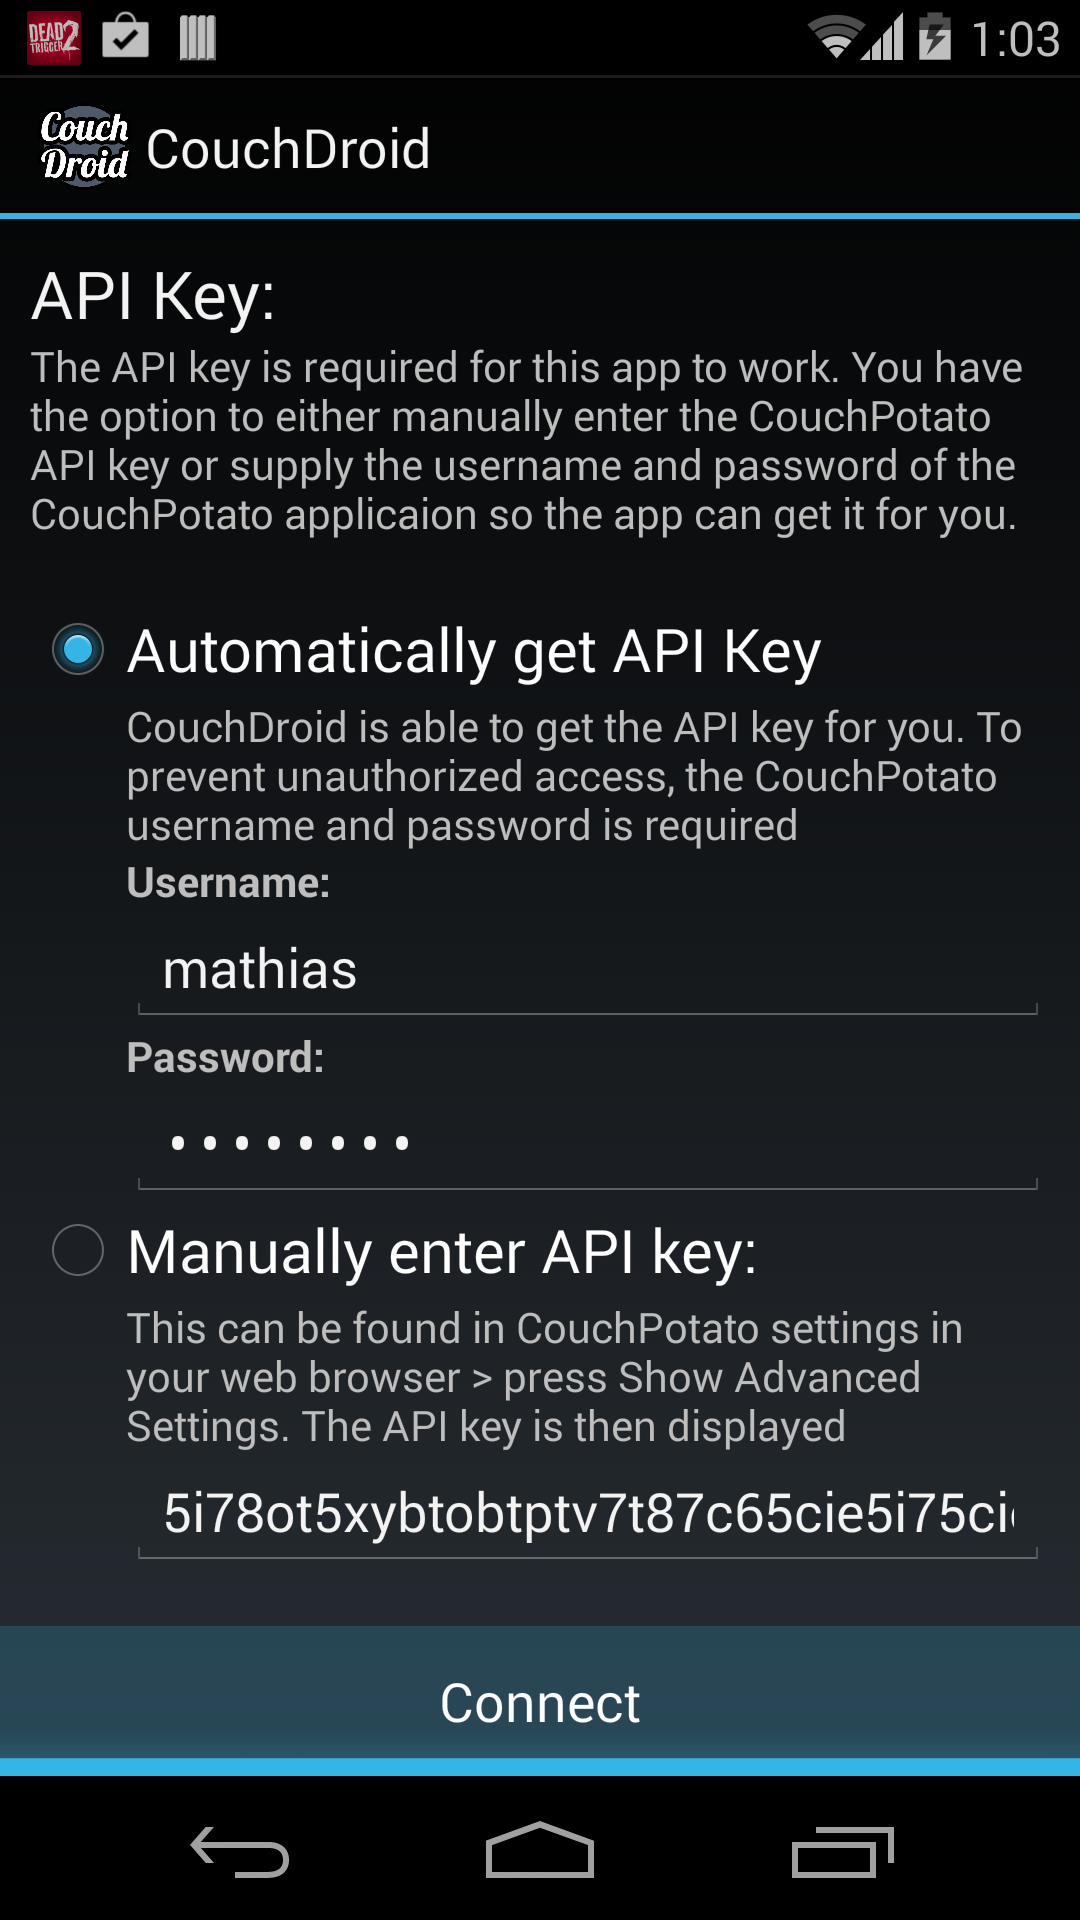 DEAD TRIGGER 2
1:03
Couch Droid
CouchDroid
API Key:
The API key is required for this app to work. You have
the option to either manually enter the CouchPotato
API key or supply the username and password of the
CouchPotato applicaion so the app can get it for you.
Automatically get API Key
CouchDroid is able to get the API key for you. To
prevent unauthorized access, the CouchPotato
username and password is required
Username:
mathias
Password:
••••••••
Manually enter API key:
This can be found in CouchPotato settings in
your web browser > press Show Advanced
Settings. The API key is then displayed
5i78ot5xybtobtptv7t87c65cie5i75ci
Connect